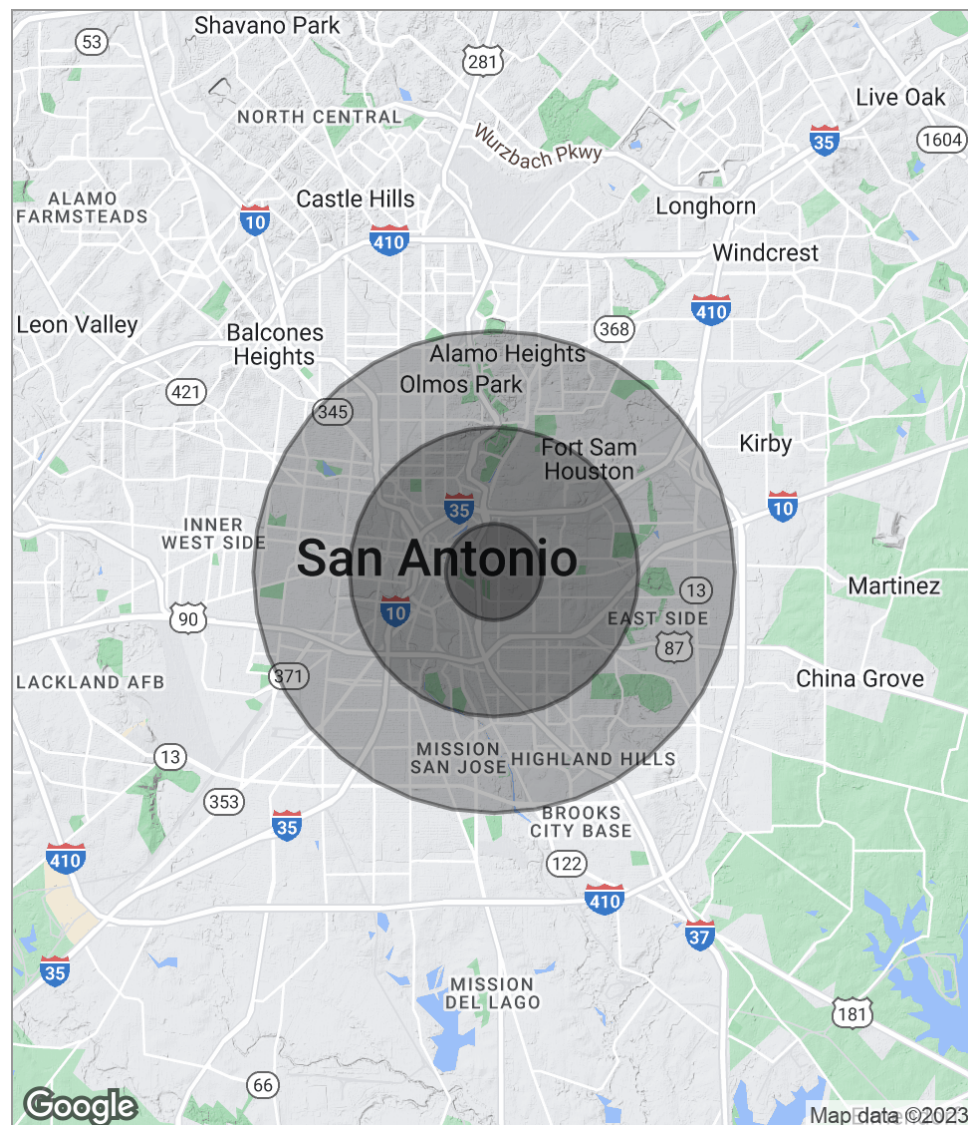 Shavano Park
53
281
Live Oak
NORTH CENTRAL
Wurzbach Pkwy
35
1604
ALAMO
FARMSTEADS
Castle Hills
10
410
Longhorn
Windcrest
410
Leon Valley
Balcones
Heights
368
Alamo Heights
Olmos Park
421
345
Kirby
Fort Sam
Houston
35
10
INNER
WEST SIDE
San Antonio
Martinez
13
10
90
EAST SIDE
87
371
LACKLAND AFB
China Grove
MISSION
SAN JOSE
HIGHLAND HILLS
13
353
35
BROOKS
CITY BASE
410
122
410
37
35
MISSION
DEL LAGO
181
66
Google
Map data ©2023